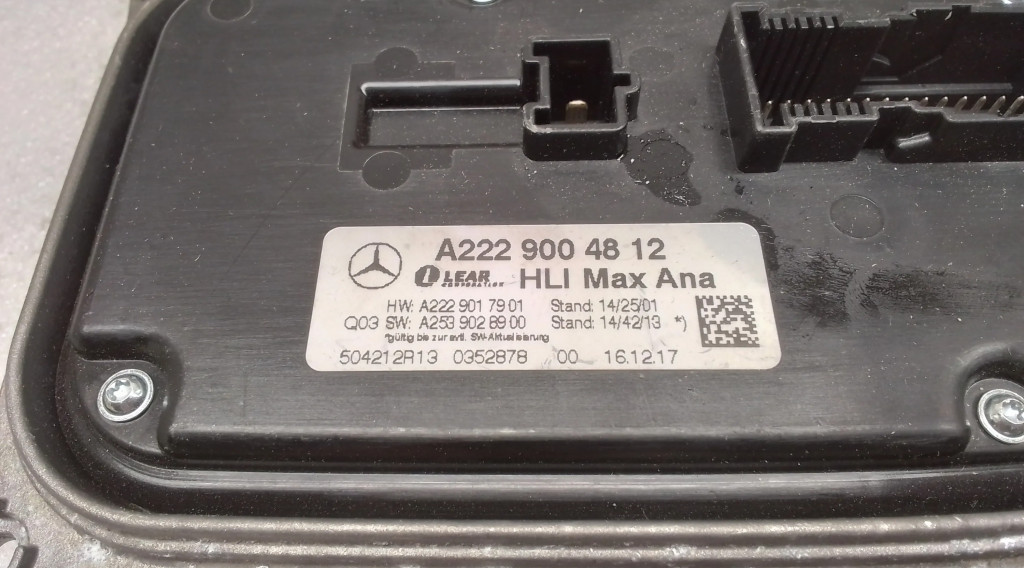 A222 900 48 12
LEAR CORPORATION HLI Max Ana
HW: A222 901 79 01 Stand: 14/25/01
Q03 SW: A253 902 89 00 Stand: 14/42/13 *)
*gültig bis zur evtl. SW-Aktualisierung
504212R13 0352878 00 16.12.17